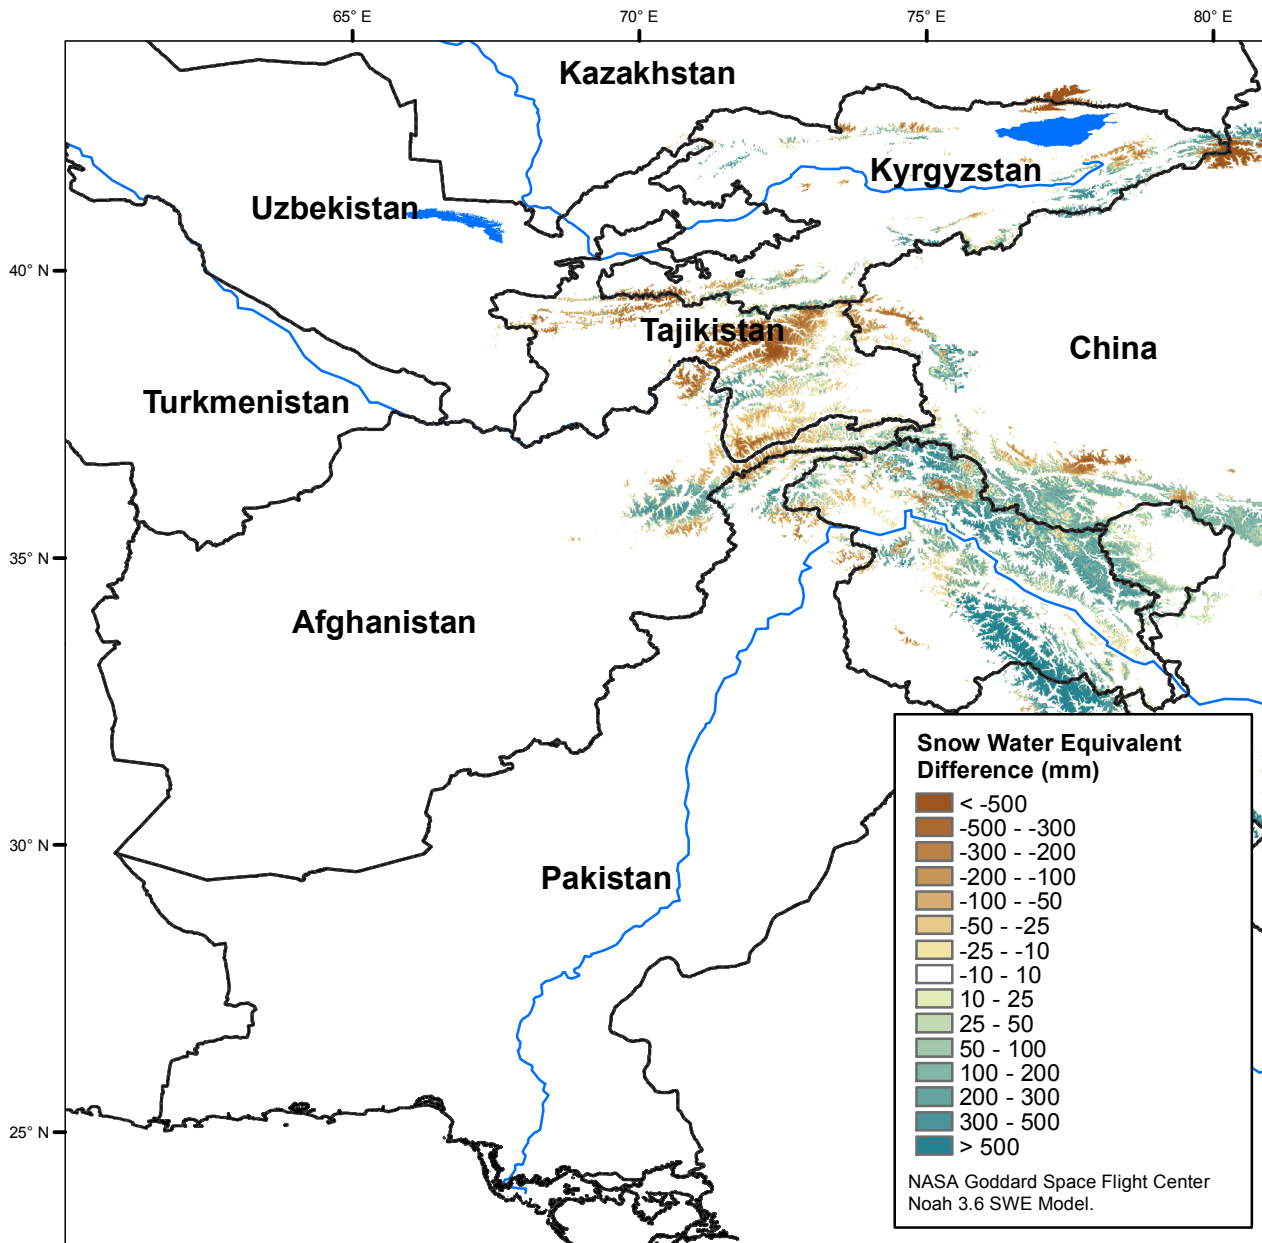 65° E
70° E
75° E
80° E
Kazakhstan
Kyrgyzstan
Uzbekistan
40° N
Tajikistan
China
Turkmenistan
35° N
Afghanistan
Snow Water Equivalent
Difference (mm)
< -500
-500 - -300
-300 - -200
-200 - -100
-100 - -50
-50 - -25
-25 - -10
-10 - 10
10 - 25
25 - 50
50 - 100
100 - 200
200 - 300
300 - 500
> 500
NASA Goddard Space Flight Center
Noah 3.6 SWE Model.
30° N
Pakistan
25° N